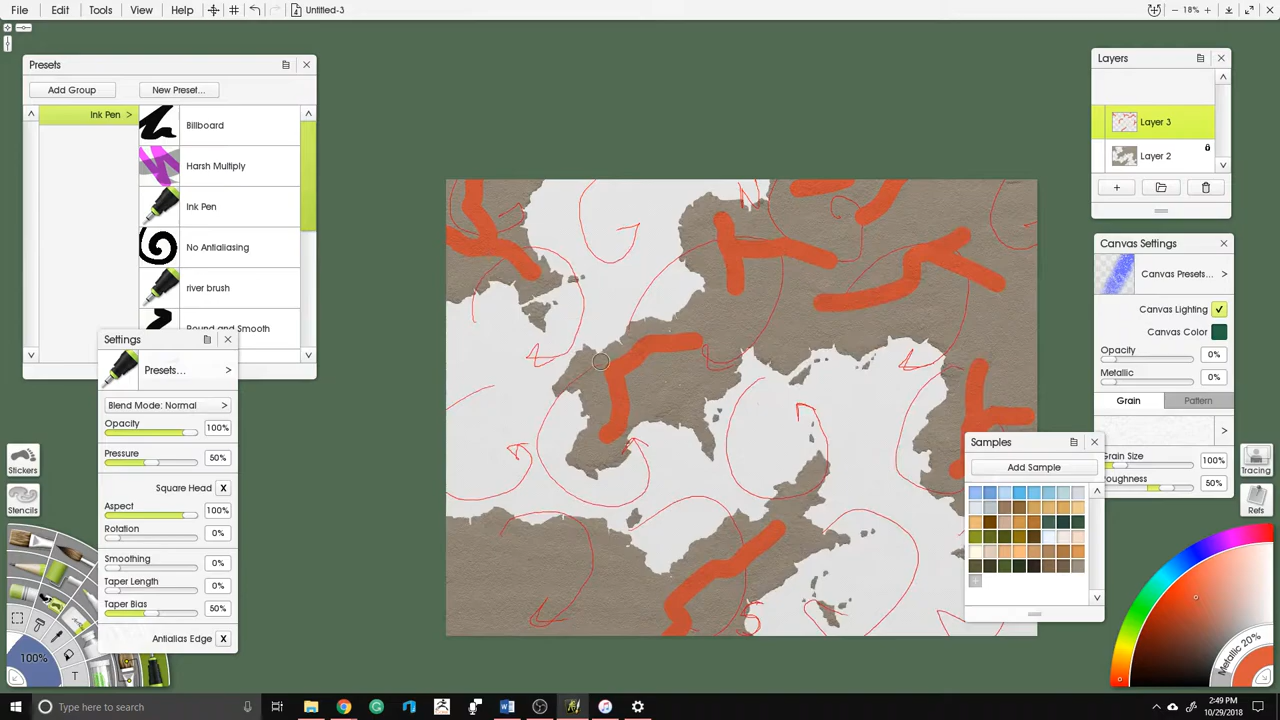 File Edit Tools View Help Untitled-3 18%
Presets
Add Group New Preset...
Ink Pen >
Billboard
Harsh Multiply
Ink Pen
No Antialiasing
river brush
Round and Smooth
Settings
Presets... >
Blend Mode: Normal >
Opacity 100%
Pressure 50%
Square Head X
Aspect 100%
Rotation 0%
Smoothing 0%
Taper Length 0%
Taper Bias 50%
Antialias Edge X
Stickers
Stencils
100%
T
Layers
Layer 3
Layer 2
Canvas Settings
Canvas Presets... >
Canvas Lighting
Canvas Color
Opacity 0%
Metallic 0%
Grain Pattern
Grain Size 100%
Roughness 50%
Samples
Add Sample
Tracing
Refs
Metallic 20%
Type here to search
2:49 PM
10/29/2018